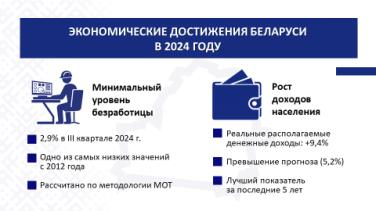 ЭКОНОМИЧЕСКИЕ ДОСТИЖЕНИЯ БЕЛАРУСИ
В 2024 ГОДУ
Минимальный
уровень
безработицы
2,9% в III квартале 2024 г.
Одно из самых низких значений
с 2012 года
Рассчитано по методологии МОТ
Рост
доходов
населения
Реальные располагаемые
денежные доходы: +9,4%
Превышение прогноза (5,2%)
Лучший показатель
за последние 5 лет